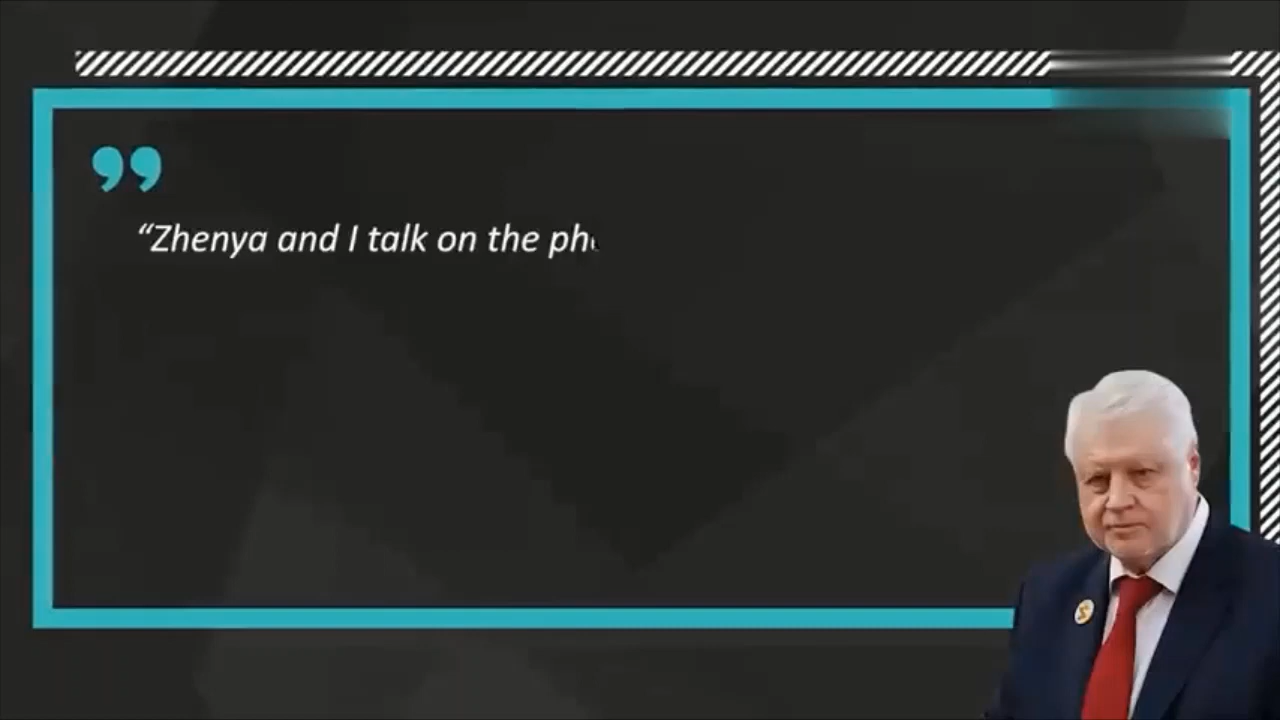 “Zhenya and I talk on the ph